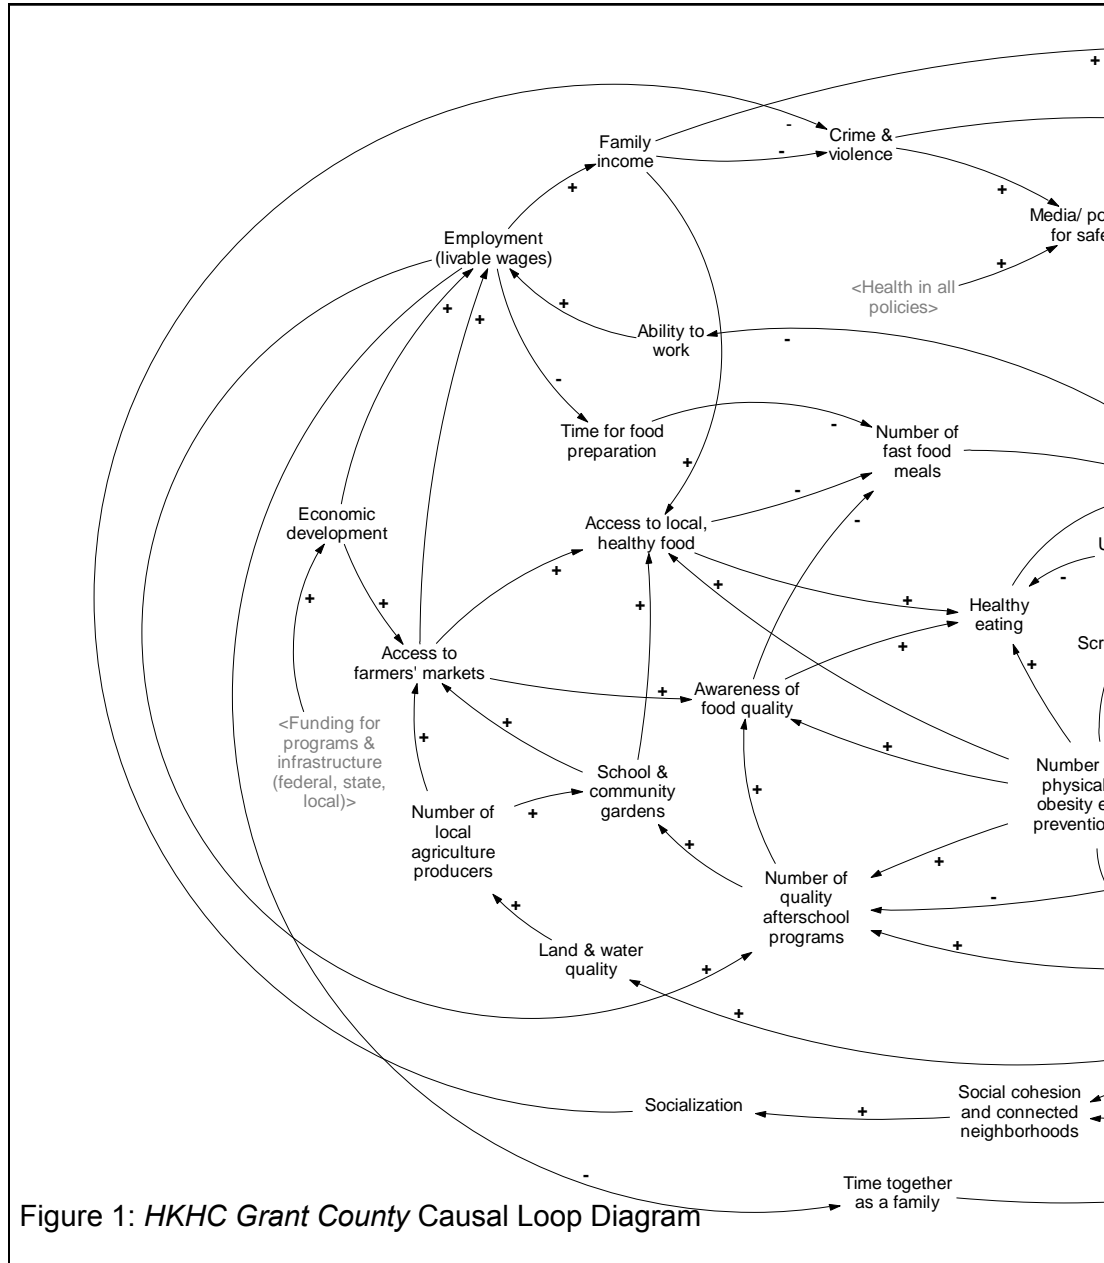 +
Family
income
-
-
Crime &
violence
+
+
Media/ po
for safe
Employment
(livable wages)
+
<Health in all
policies>
+
+
+
Ability to
work
-
-
Time for food
preparation
-
Number of
fast food
meals
+
-
Economic
development
Access to local,
healthy food
-
U
+
+
+
+
+
+
-
Healthy
eating
Scr
Access to
farmers' markets
+
+
+
Awareness of
food quality
<Funding for
programs &
infrastructure
(federal, state,
local)>
+
+
+
School &
community
gardens
+
Number
physical
obesity e
preventio
Number of
local
agriculture
producers
+
+
+
Number of
quality
afterschool
programs
-
+
Land & water
quality
+
+
+
Socialization
+
Social cohesion
and connected
neighborhoods
-
Time together
as a family
Figure 1: HKHC Grant County Causal Loop Diagram